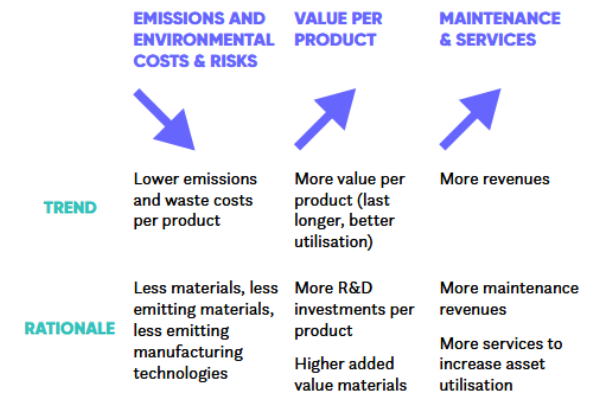 EMISSIONS AND
ENVIRONMENTAL
COSTS & RISKS
VALUE PER
PRODUCT
MAINTENANCE
& SERVICES
TREND
Lower emissions
and waste costs
per product
More value per
product (last
longer, better
utilisation)
More revenues
RATIONALE
Less materials, less
emitting materials,
less emitting
manufacturing
technologies
More R&D
investments per
product
Higher added
value materials
More maintenance
revenues
More services to
increase asset
utilisation